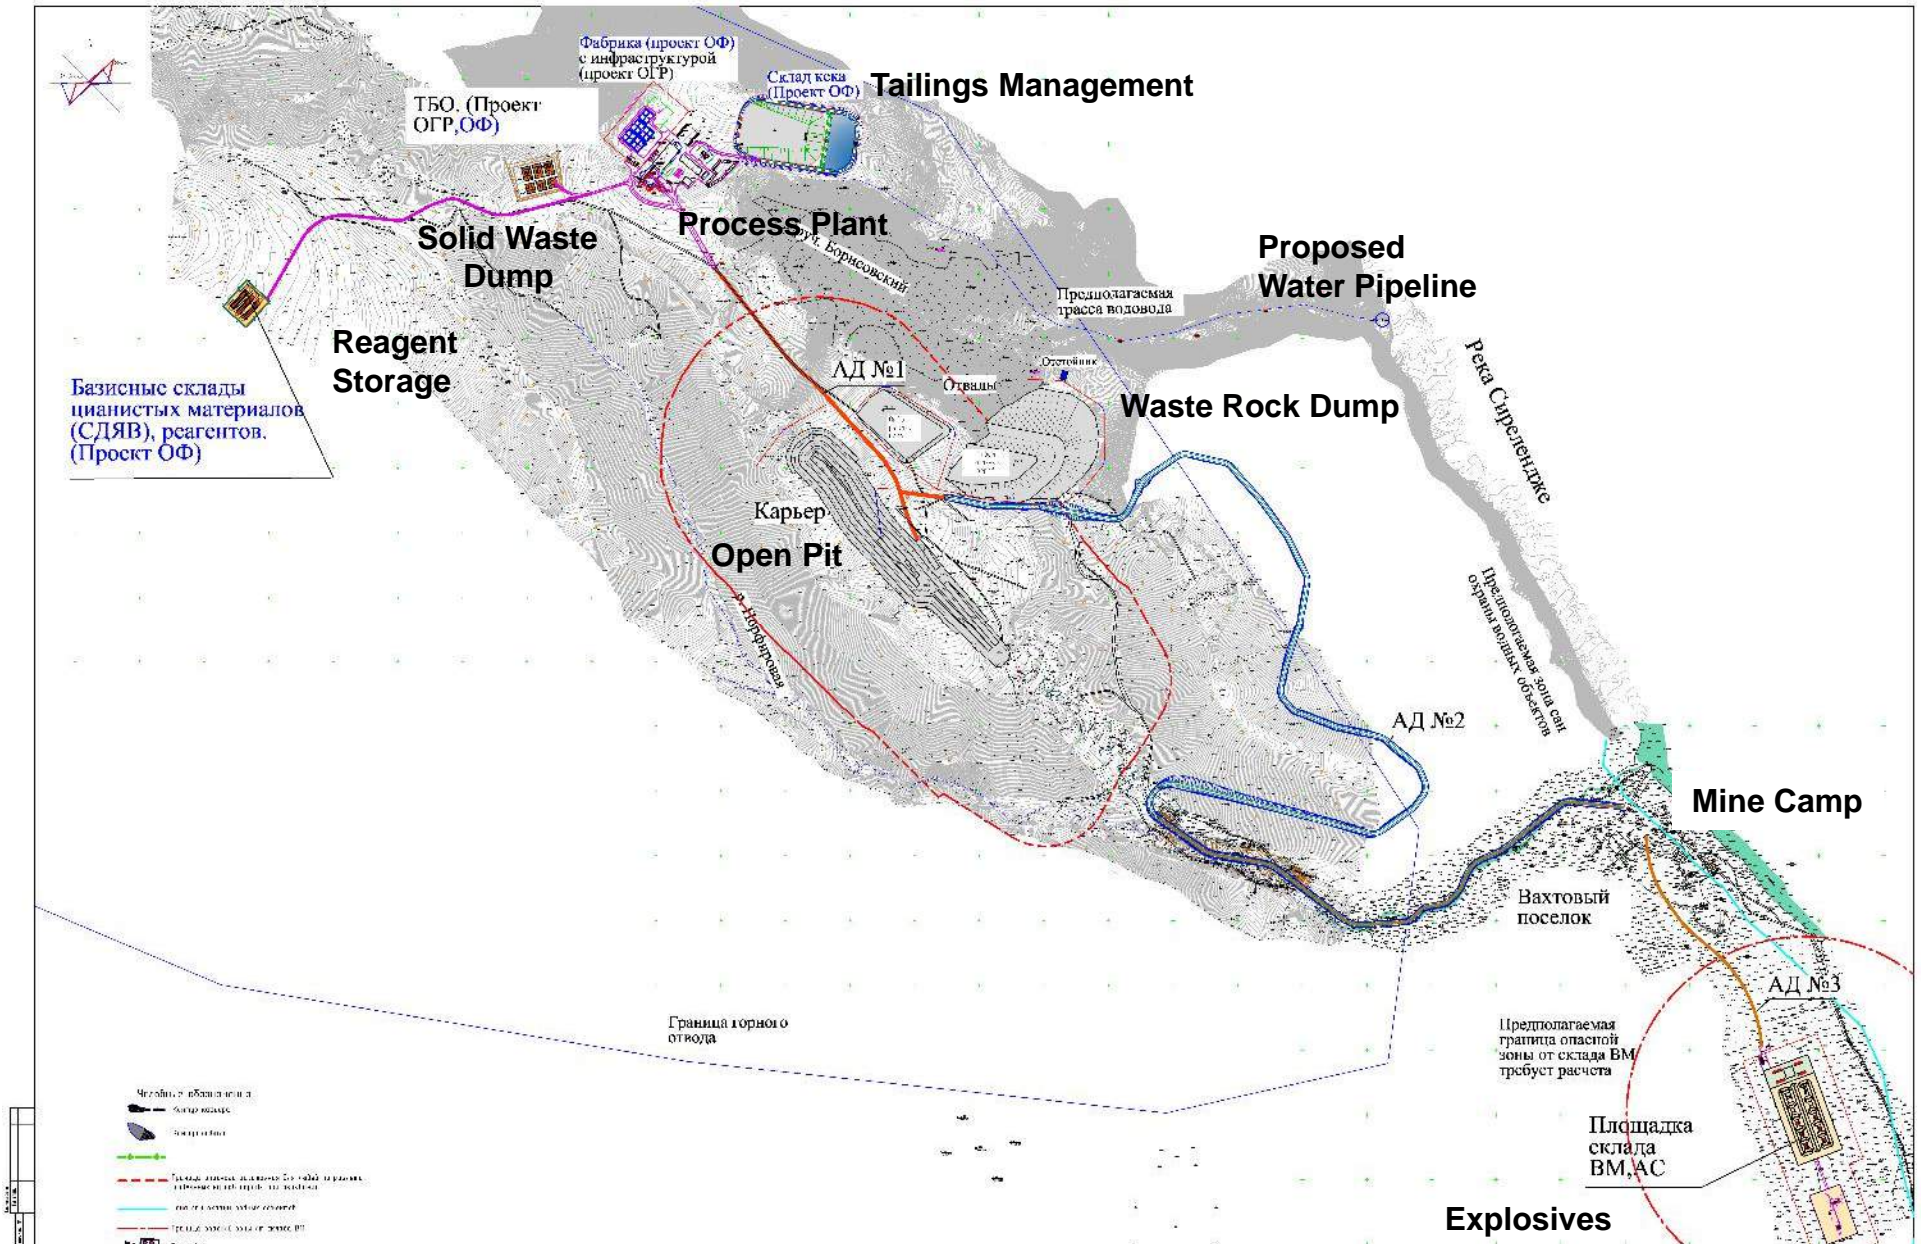 Фабрика (проект ОФ)
с инфраструктурой
(проект ОГР)
Склад кека
(Проект ОФ)
Tailings Management
ТБО. (Проект
ОГР,ОФ)
Process Plant
Solid Waste
Dump
руч. Борисовский
Proposed
Water Pipeline
Предполагаемая
трасса водовода
Reagent
Storage
Базисные склады
цианистых материалов
(СДЯВ), реагентов.
(Проект ОФ)
АД №1
Отвалы
Отстойник
Waste Rock Dump
Река Сиреленджe
Карьер
Open Pit
р. Порфировая
Предпологаемая зона сан
охраны водных объектов
АД №2
Mine Camp
Вахтовый
поселок
АД №3
Граница горного
отвода
Предполагаемая
граница опасной
зоны от склада ВМ
требует расчета
Площадка
склада
ВМ,АС
Explosives